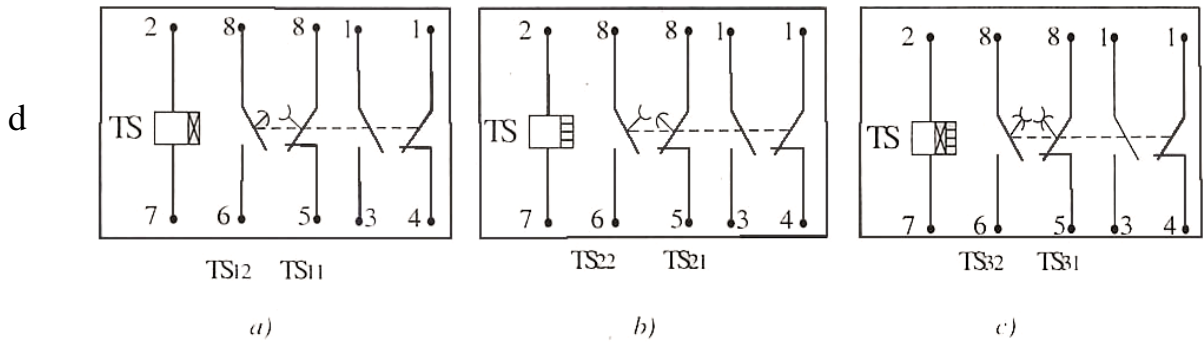 2 8 8 1 1 2 8 8 1 1 2 8 8 1 1
d TS TS TS
7 6 5 3 4 7 6 5 3 4 7 6 5 3 4
TS12 TS11 TS22 TS21 TS32 TS31
a) b) c)